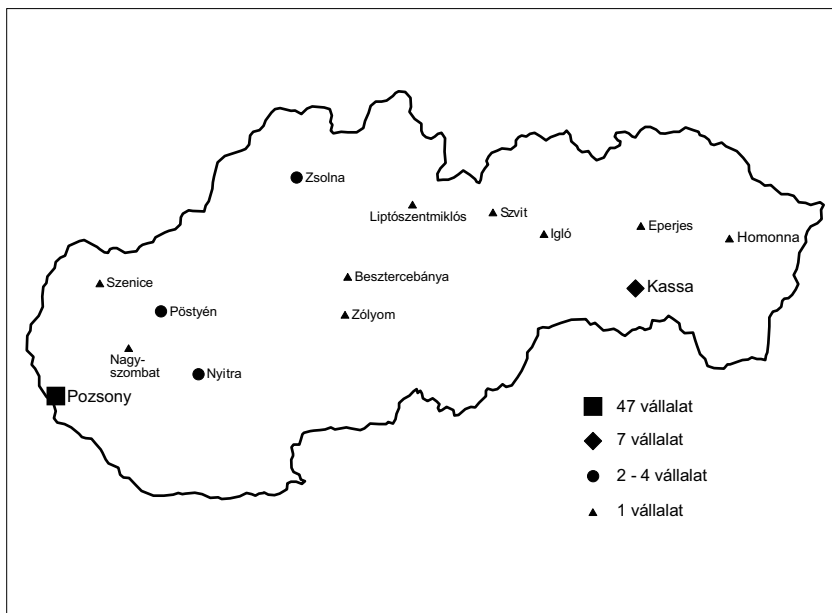 Zsolna
Liptószentmiklós
Szvit
Igló
Eperjes
Homonna
Szenice
Besztercebánya
Kassa
Pöstyén
Zólyom
Nagy-
szombat
Nyitra
Pozsony
47 vállalat
7 vállalat
2 - 4 vállalat
1 vállalat